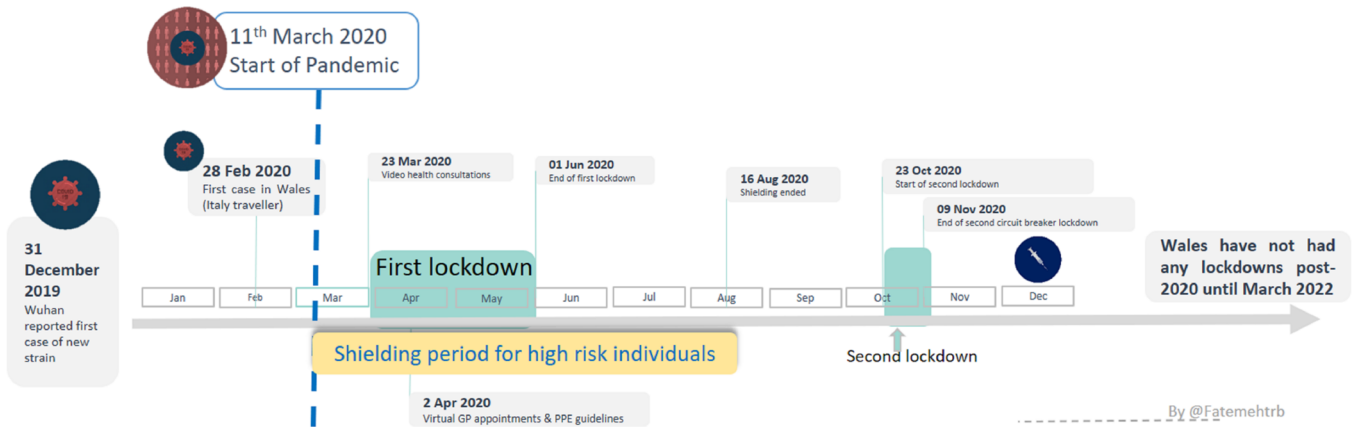 11th March 2020
Start of Pandemic
31
December
2019
Wuhan
reported first
case of new
strain
28 Feb 2020
First case in Wales
(Italy traveller)
23 Mar 2020
Video health consultations
01 Jun 2020
End of first lockdown
16 Aug 2020
Shielding ended
23 Oct 2020
Start of second lockdown
09 Nov 2020
End of second circuit breaker lockdown
Wales have not had
any lockdowns post-
2020 until March 2022
First lockdown
Jan Feb Mar Apr May Jun Jul Aug Sep Oct Nov Dec
Shielding period for high risk individuals
Second lockdown
2 Apr 2020
Virtual GP appointments & PPE guidelines
By @Fatemehtrb